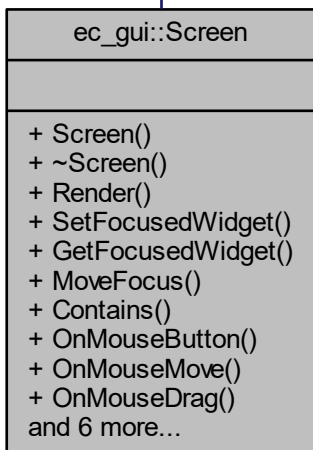 ec_gui::Screen
+ Screen()
+ ~Screen()
+ Render()
+ SetFocusedWidget()
+ GetFocusedWidget()
+ MoveFocus()
+ Contains()
+ OnMouseButton()
+ OnMouseMove()
+ OnMouseDrag()
and 6 more...